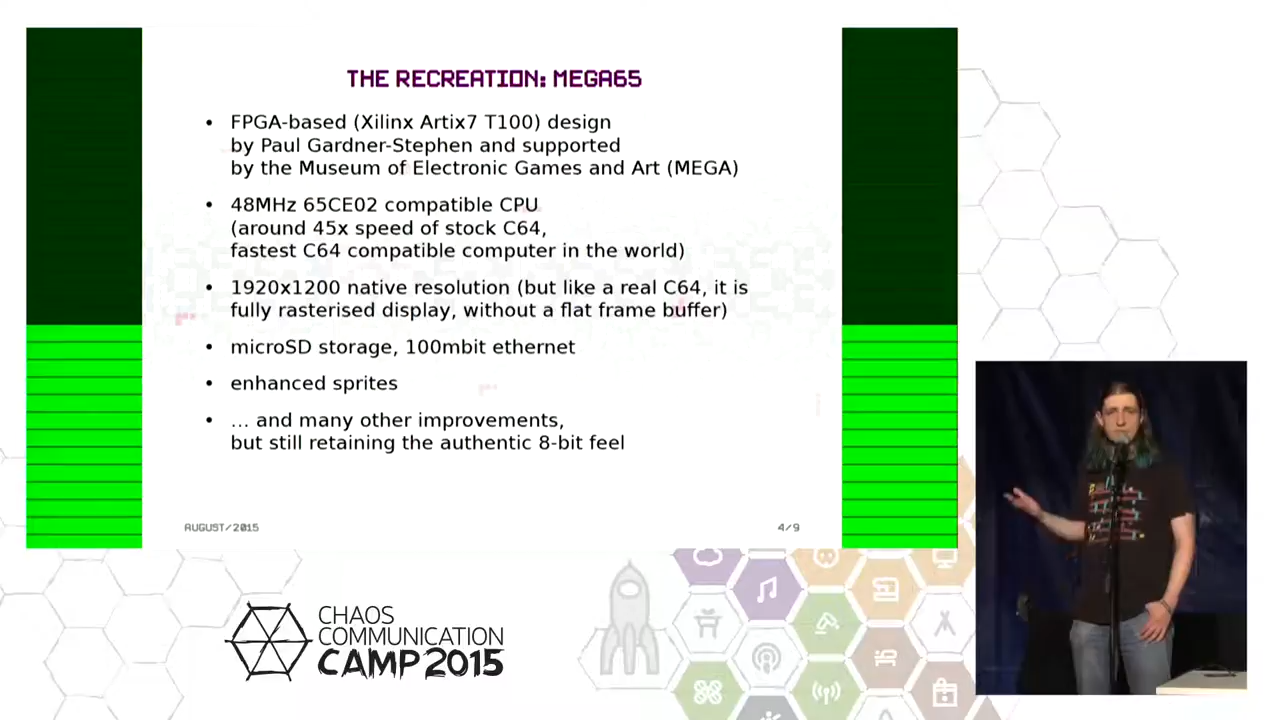 THE RECREATION: MEGA65
• FPGA-based (Xilinx Artix7 T100) design
by Paul Gardner-Stephen and supported
by the Museum of Electronic Games and Art (MEGA)
• 48MHz 65CE02 compatible CPU
(around 45x speed of stock C64,
fastest C64 compatible computer in the world)
• 1920x1200 native resolution (but like a real C64, it is
fully rasterised display, without a flat frame buffer)
• microSD storage, 100mbit ethernet
• enhanced sprites
• … and many other improvements,
but still retaining the authentic 8-bit feel
AUGUST/2015
4/9
CHAOS
COMMUNICATION
CAMP 2015